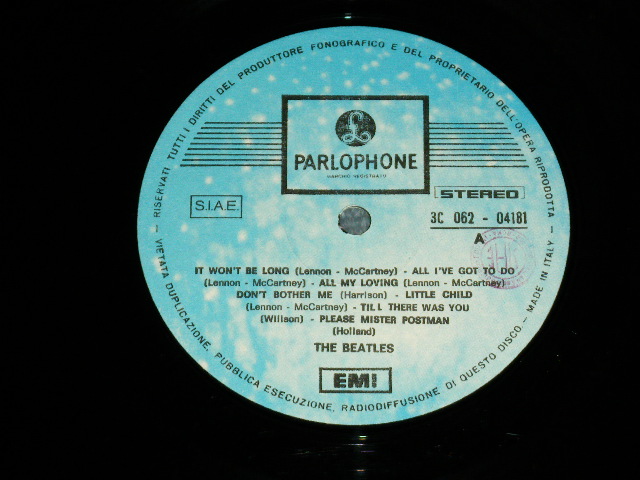 RISERVATI TUTTI I DIRITTI DEL PRODUTTORE FONOGRAFICO E DEL PROPRIETARIO DELL'OPERA RIPRODOTTA -
£
PARLOPHONE
MARCHIO REGISTRATO
S.I.A.E.
STEREO
3C 062 - 04181
A
IT WON'T BE LONG (Lennon - McCartney) - ALL I'VE GOT TO DO
(Lennon - McCartney) - ALL MY LOVING (Lennon - McCartney)
DON'T BOTHER ME (Harrison) - LITTLE CHILD
(Lennon - McCartney) - TILL THERE WAS YOU
(Willson) - PLEASE MISTER POSTMAN
(Holland)
THE BEATLES
EMI
VIETATA DUPLICAZIONE, PUBBLICA ESECUZIONE, RADIODIFFUSIONE DI QUESTO DISCO - MADE IN ITALY -